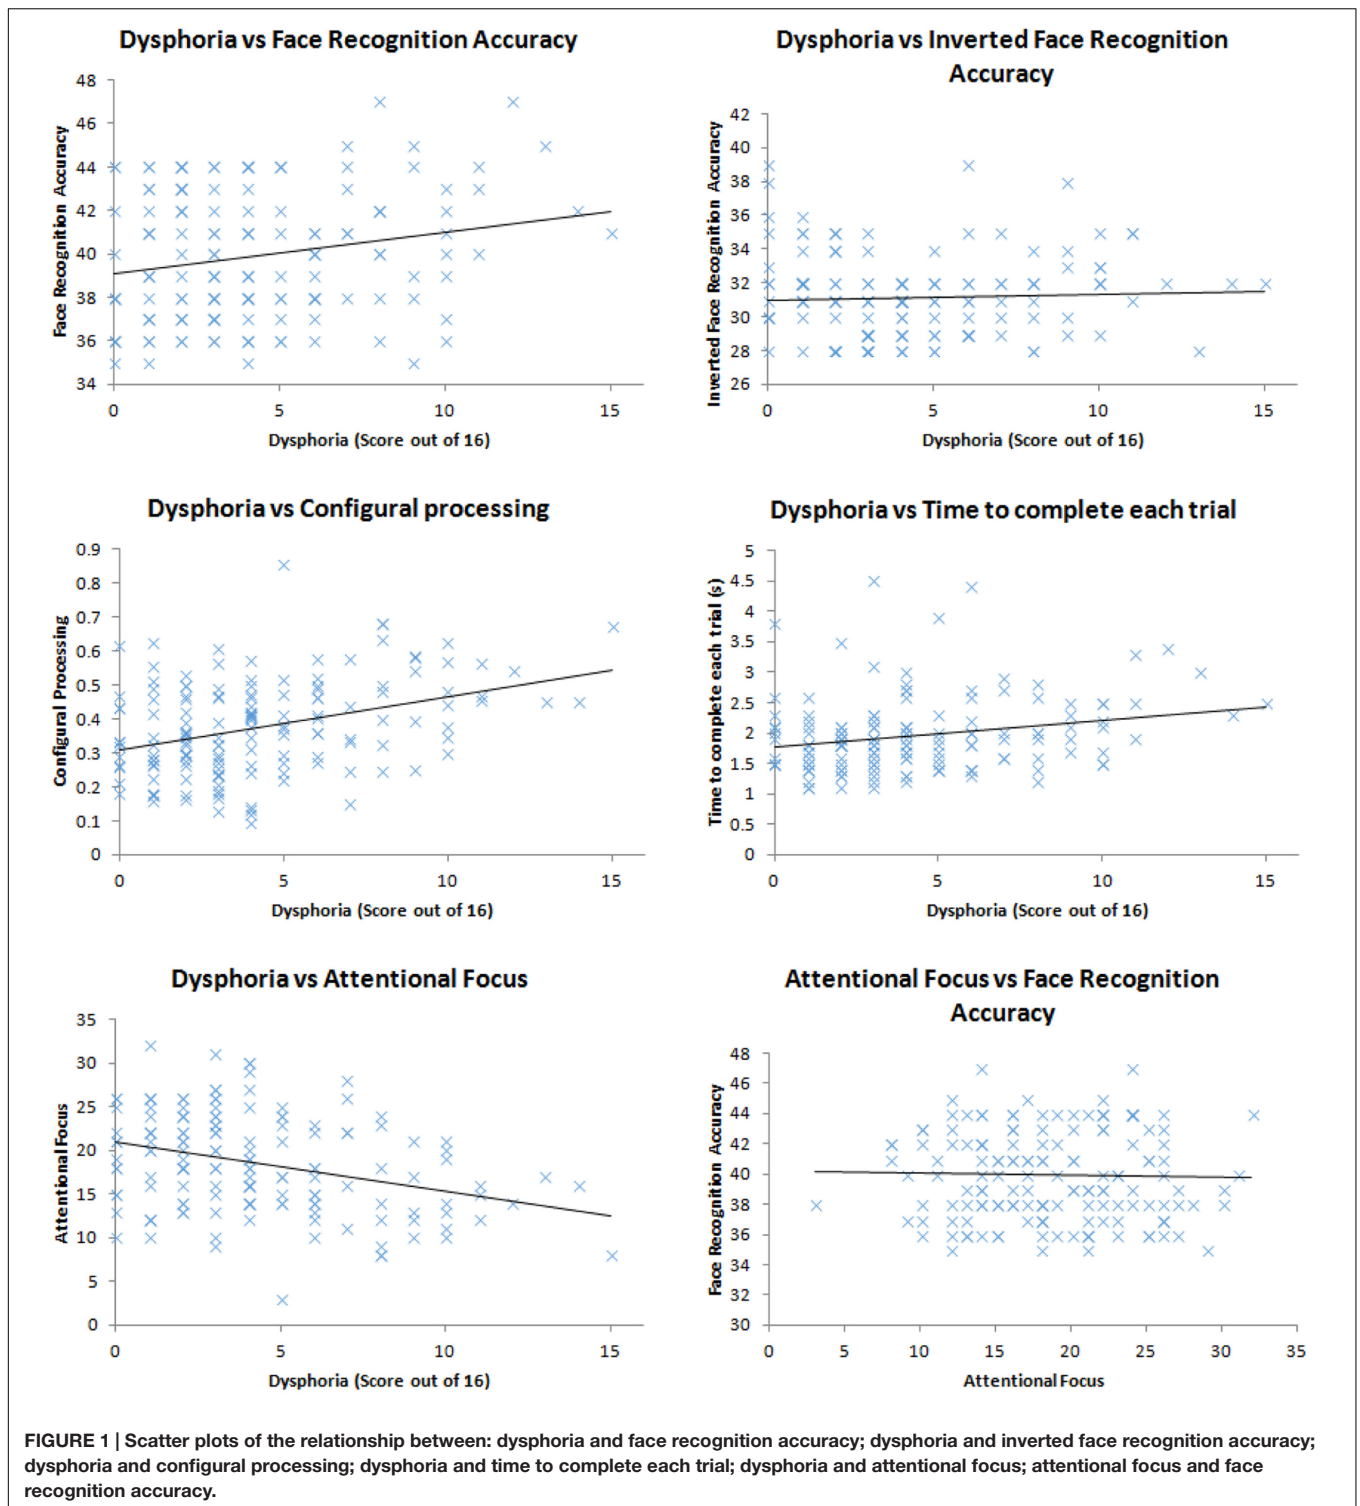 Dysphoria vs Face Recognition Accuracy
48
46
44
42
40
38
36
34
Face Recognition Accuracy
0 5 10 15
Dysphoria (Score out of 16)
Dysphoria vs Inverted Face Recognition
Accuracy
42
40
38
36
34
32
30
28
26
Inverted Face Recognition Accuracy
0 5 10 15
Dysphoria (Score out of 16)
Dysphoria vs Configural processing
0.9
0.8
0.7
0.6
0.5
0.4
0.3
0.2
0.1
0
Configural Processing
0 5 10 15
Dysphoria (Score out of 16)
Dysphoria vs Time to complete each trial
5
4.5
4
3.5
3
2.5
2
1.5
1
0.5
0
Time to complete each trial (s)
0 5 10 15
Dysphoria (Score out of 16)
Dysphoria vs Attentional Focus
35
30
25
20
15
10
5
0
Attentional Focus
0 5 10 15
Dysphoria (Score out of 16)
Attentional Focus vs Face Recognition
Accuracy
48
46
44
42
40
38
36
34
32
30
Face Recognition Accuracy
0 5 10 15 20 25 30 35
Attentional Focus
FIGURE 1 | Scatter plots of the relationship between: dysphoria and face recognition accuracy; dysphoria and inverted face recognition accuracy;
dysphoria and configural processing; dysphoria and time to complete each trial; dysphoria and attentional focus; attentional focus and face
recognition accuracy.